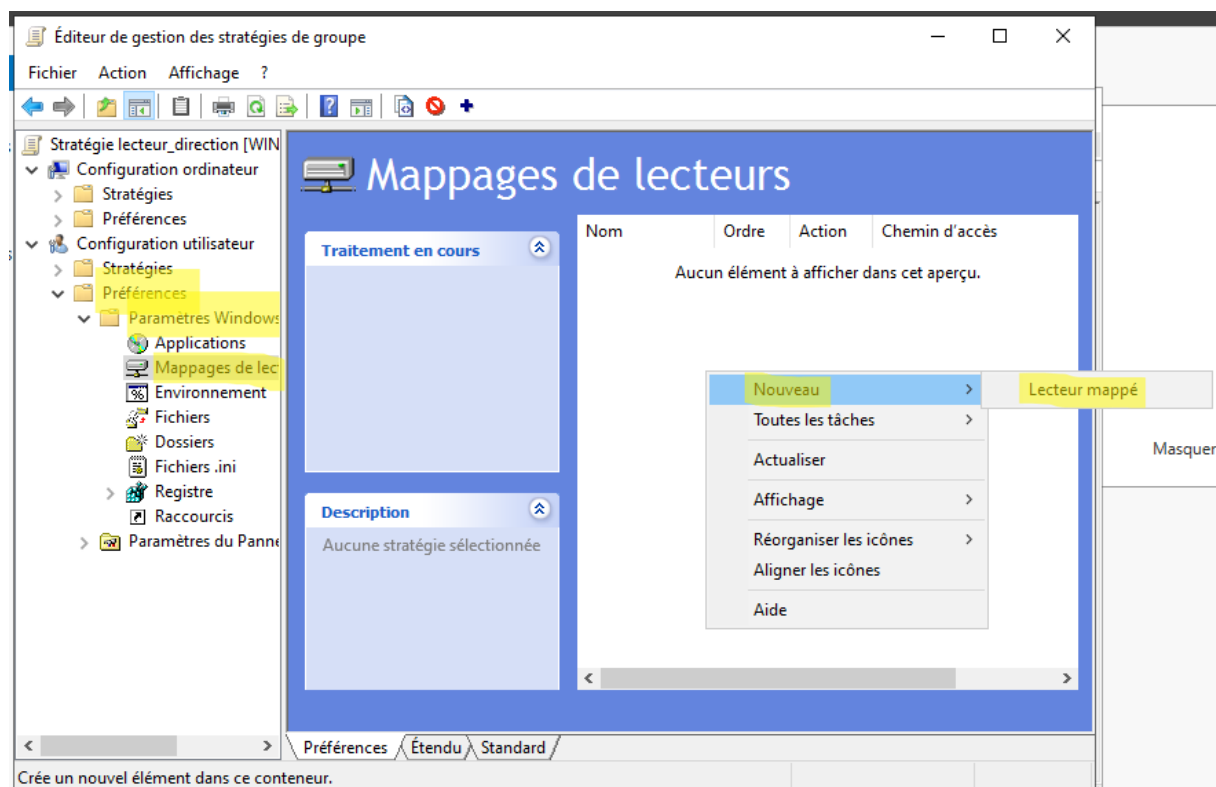 Éditeur de gestion des stratégies de groupe
Fichier Action Affichage ?
Stratégie lecteur_direction [WIN
Configuration ordinateur
Stratégies
Préférences
Configuration utilisateur
Stratégies
Préférences
Paramètres Windows
Applications
Mappages de lec
Environnement
Fichiers
Dossiers
Fichiers .ini
Registre
Raccourcis
Paramètres du Panne
Mappages de lecteurs
Traitement en cours
Description
Aucune stratégie sélectionnée
Nom Ordre Action Chemin d'accès
Aucun élément à afficher dans cet aperçu.
Nouveau
Lecteur mappé
Toutes les tâches
Actualiser
Affichage
Réorganiser les icônes
Aligner les icônes
Aide
Masquer
Préférences Étendu Standard
Crée un nouvel élément dans ce conteneur.